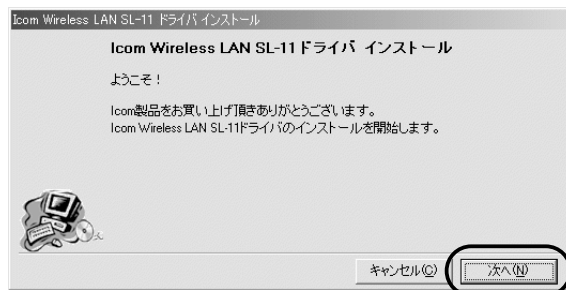 Icom Wireless LAN SL-11 ドライバ インストール
Icom Wireless LAN SL-11ドライバ インストール
ようこそ！
Icom製品をお買い上げ頂きありがとうございます。
Icom Wireless LAN SL-11ドライバのインストールを開始します。
キャンセル(C) 次へ(N)